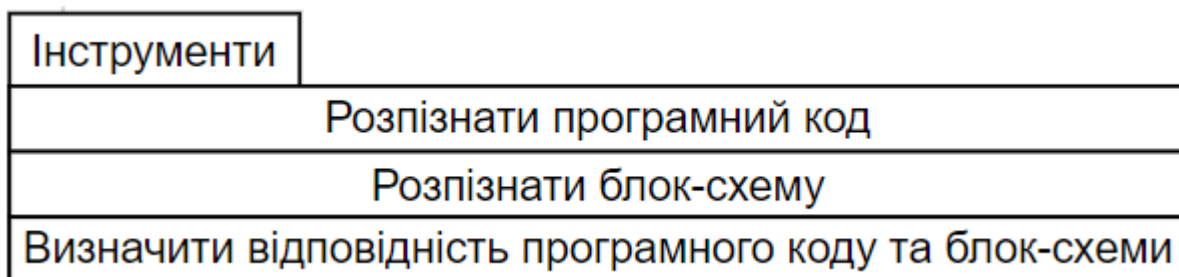 Інструменти
Розпізнати програмний код
Розпізнати блок-схему
Визначити відповідність програмного коду та блок-схеми